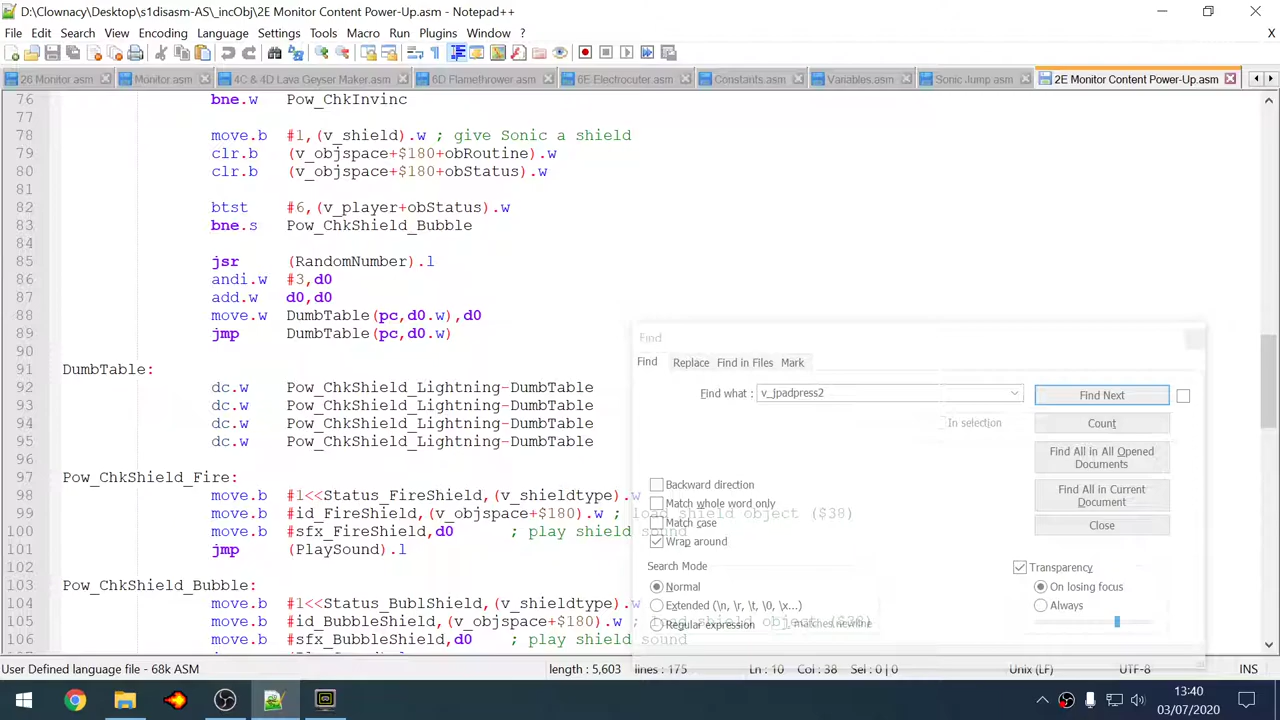 D:\Clownacy\Desktop\s1disasm-AS\_incObj\2E Monitor Content Power-Up.asm - Notepad++
File Edit Search View Encoding Language Settings Tools Macro Run Plugins Window ? X
26 Monitor.asm Monitor.asm 4C & 4D Lava Geyser Maker.asm 6D Flamethrower.asm 6E Electrocuter.asm Constants.asm Variables.asm Sonic Jump.asm 2E Monitor Content Power-Up.asm
76 bne.w Pow_ChkInvinc
77
78 move.b #1,(v_shield).w ; give Sonic a shield
79 clr.b (v_objspace+$180+obRoutine).w
80 clr.b (v_objspace+$180+obStatus).w
81
82 btst #6,(v_player+obStatus).w
83 bne.s Pow_ChkShield_Bubble
84
85 jsr (RandomNumber).l
86 andi.w #3,d0
87 add.w d0,d0
88 move.w DumbTable(pc,d0.w),d0
89 jmp DumbTable(pc,d0.w)
90
91 DumbTable:
92 dc.w Pow_ChkShield_Lightning-DumbTable
93 dc.w Pow_ChkShield_Lightning-DumbTable
94 dc.w Pow_ChkShield_Lightning-DumbTable
95 dc.w Pow_ChkShield_Lightning-DumbTable
96
97 Pow_ChkShield_Fire:
98 move.b #1<<Status_FireShield,(v_shieldtype).w
99 move.b #id_FireShield,(v_objspace+$180).w ; load shield object ($38)
100 move.w #sfx_FireShield,d0 ; play shield sound
101 jmp (PlaySound).l
102
103 Pow_ChkShield_Bubble:
104 move.b #1<<Status_BublShield,(v_shieldtype).w
105 move.b #id_BubbleShield,(v_objspace+$180).w ; load shield object
106 move.w #sfx_BubbleShield,d0 ; play shield sound
Find
Find Replace Find in Files Mark
Find what : v_jpadpress2 Find Next
In selection Count
Find All in All Opened Documents
Backward direction
Find All in Current Document
Match whole word only
Match case Close
Wrap around
Search Mode Transparency
Normal On losing focus
Extended (\n, \r, \t, \0, \x...) Always
Regular expression . matches newline
User Defined language file - 68k ASM length : 5,603 lines : 175 Ln : 10 Col : 38 Sel : 0 | 0 Unix (LF) UTF-8 INS
13:40
03/07/2020